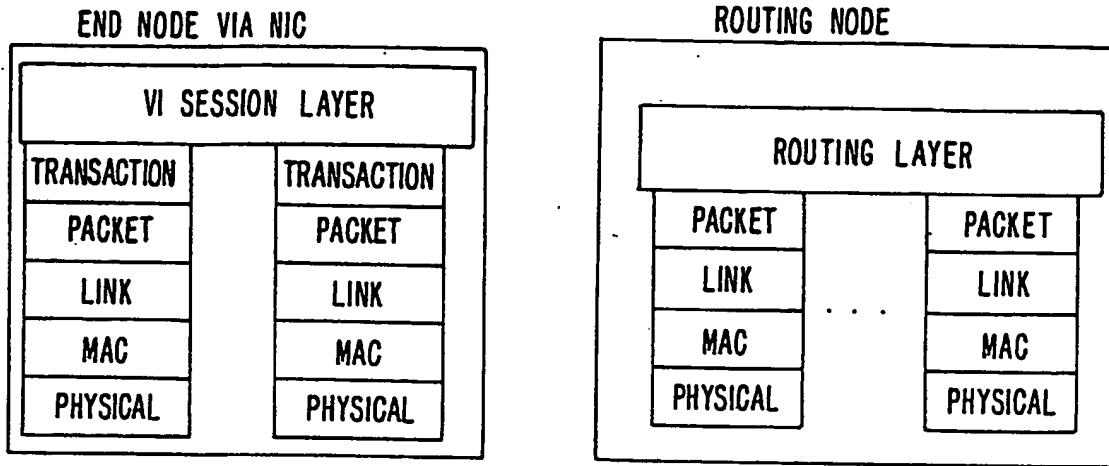 END NODE VIA NIC
VI SESSION LAYER
TRANSACTION
PACKET
LINK
MAC
PHYSICAL
TRANSACTION
PACKET
LINK
MAC
PHYSICAL
ROUTING NODE
ROUTING LAYER
PACKET
LINK
MAC
PHYSICAL
. . .
PACKET
LINK
MAC
PHYSICAL